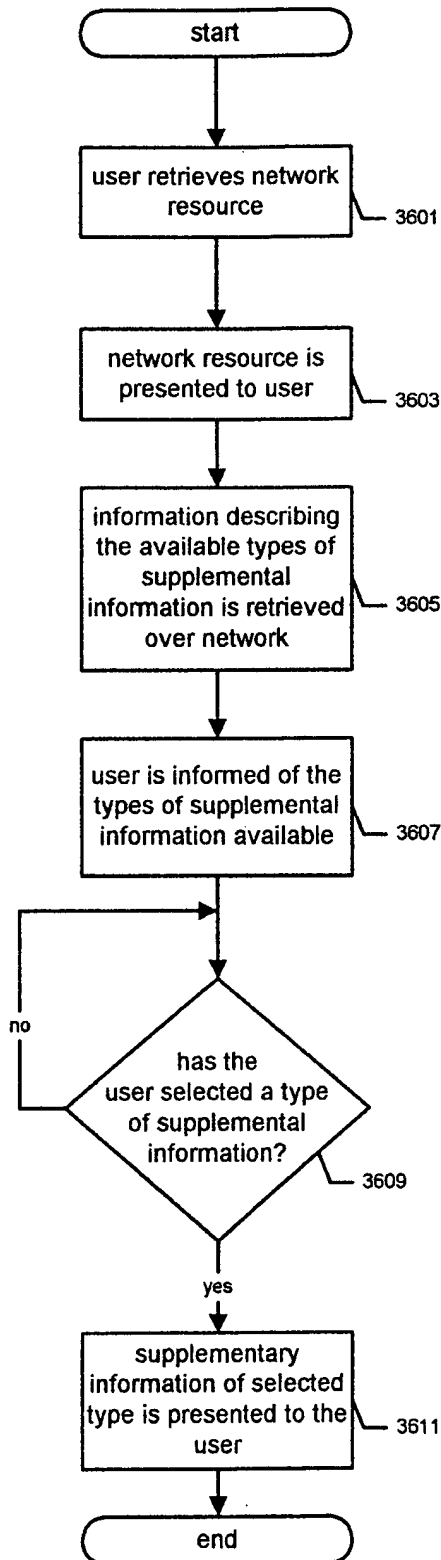 start
user retrieves network
resource
3601
network resource is
presented to user
3603
information describing
the available types of
supplemental
information is retrieved
over network
3605
user is informed of the
types of supplemental
information available
3607
no
has the
user selected a type
of supplemental
information?
3609
yes
supplementary
information of selected
type is presented to the
user
3611
end